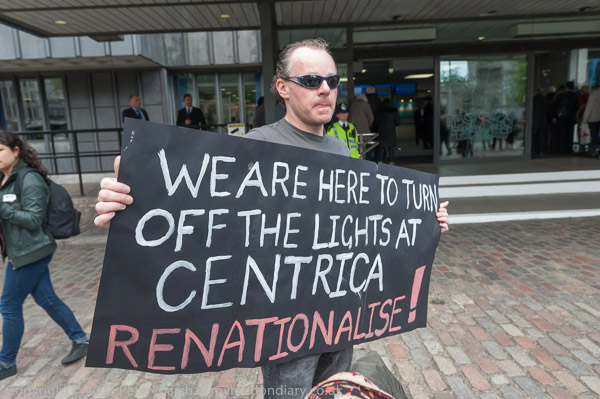 WE ARE HERE TO TURN
OFF THE LIGHTS AT
CENTRICA
RENATIONALISE!